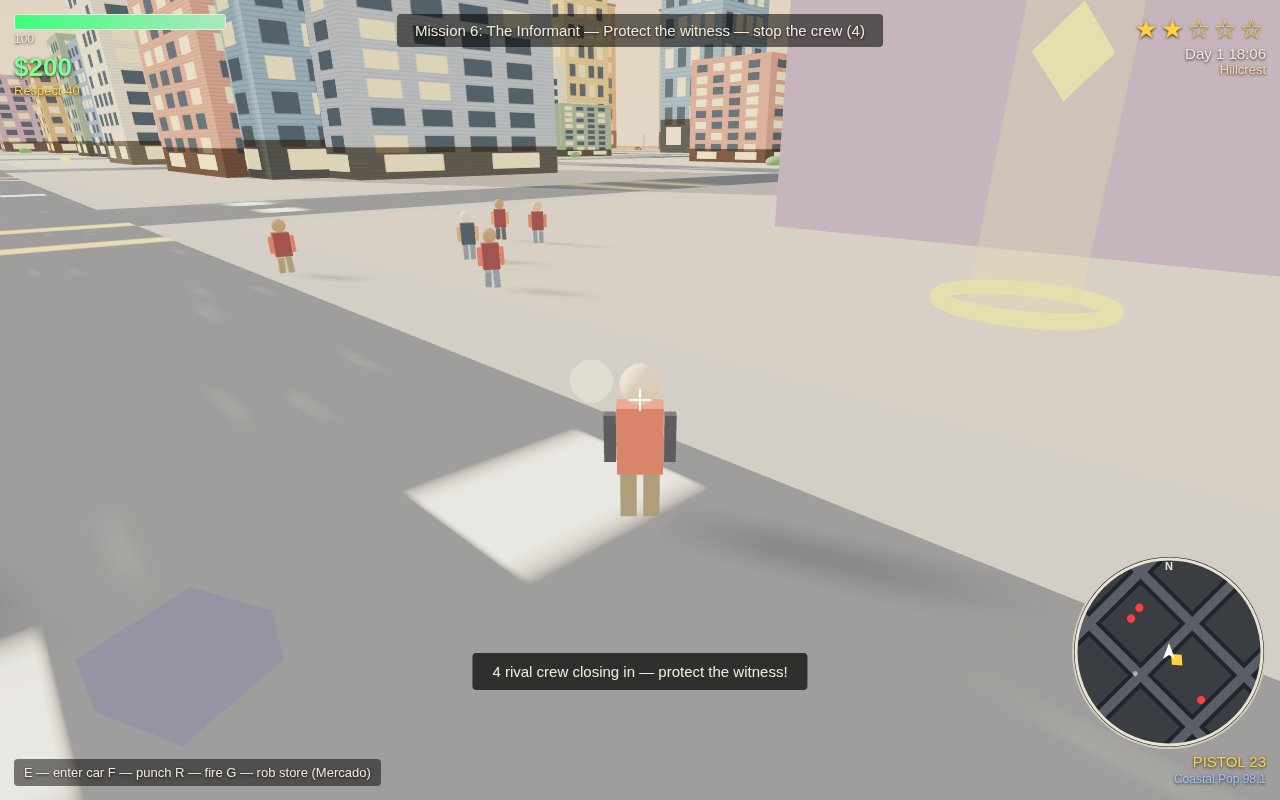 Mission 6: The Informant — Protect the witness — stop the crew (4)
100
$200
Respect 40
Day 1 18:06
Hillcrest
N
4 rival crew closing in — protect the witness!
E — enter car F — punch R — fire G — rob store (Mercado)
PISTOL 23
Coastal Pop 98.1